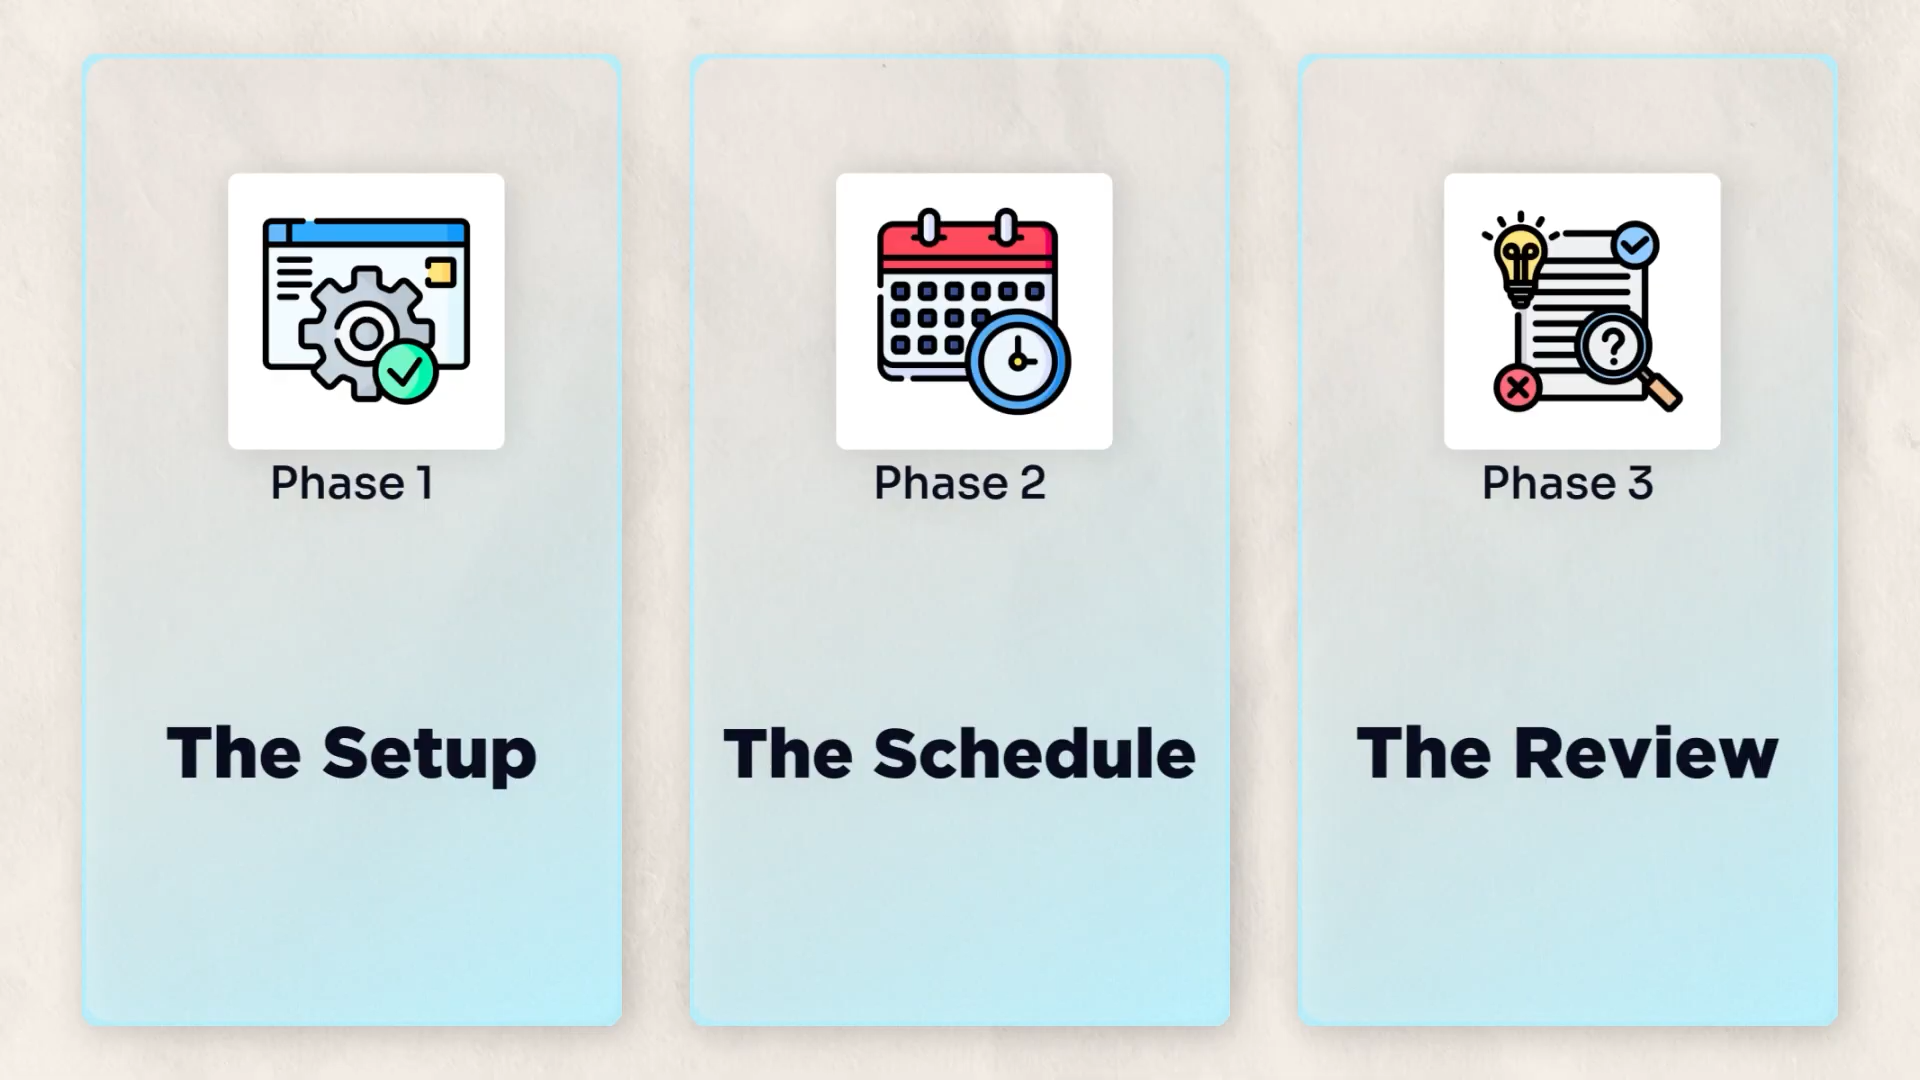 Phase 1
The Setup
Phase 2
The Schedule
Phase 3
The Review